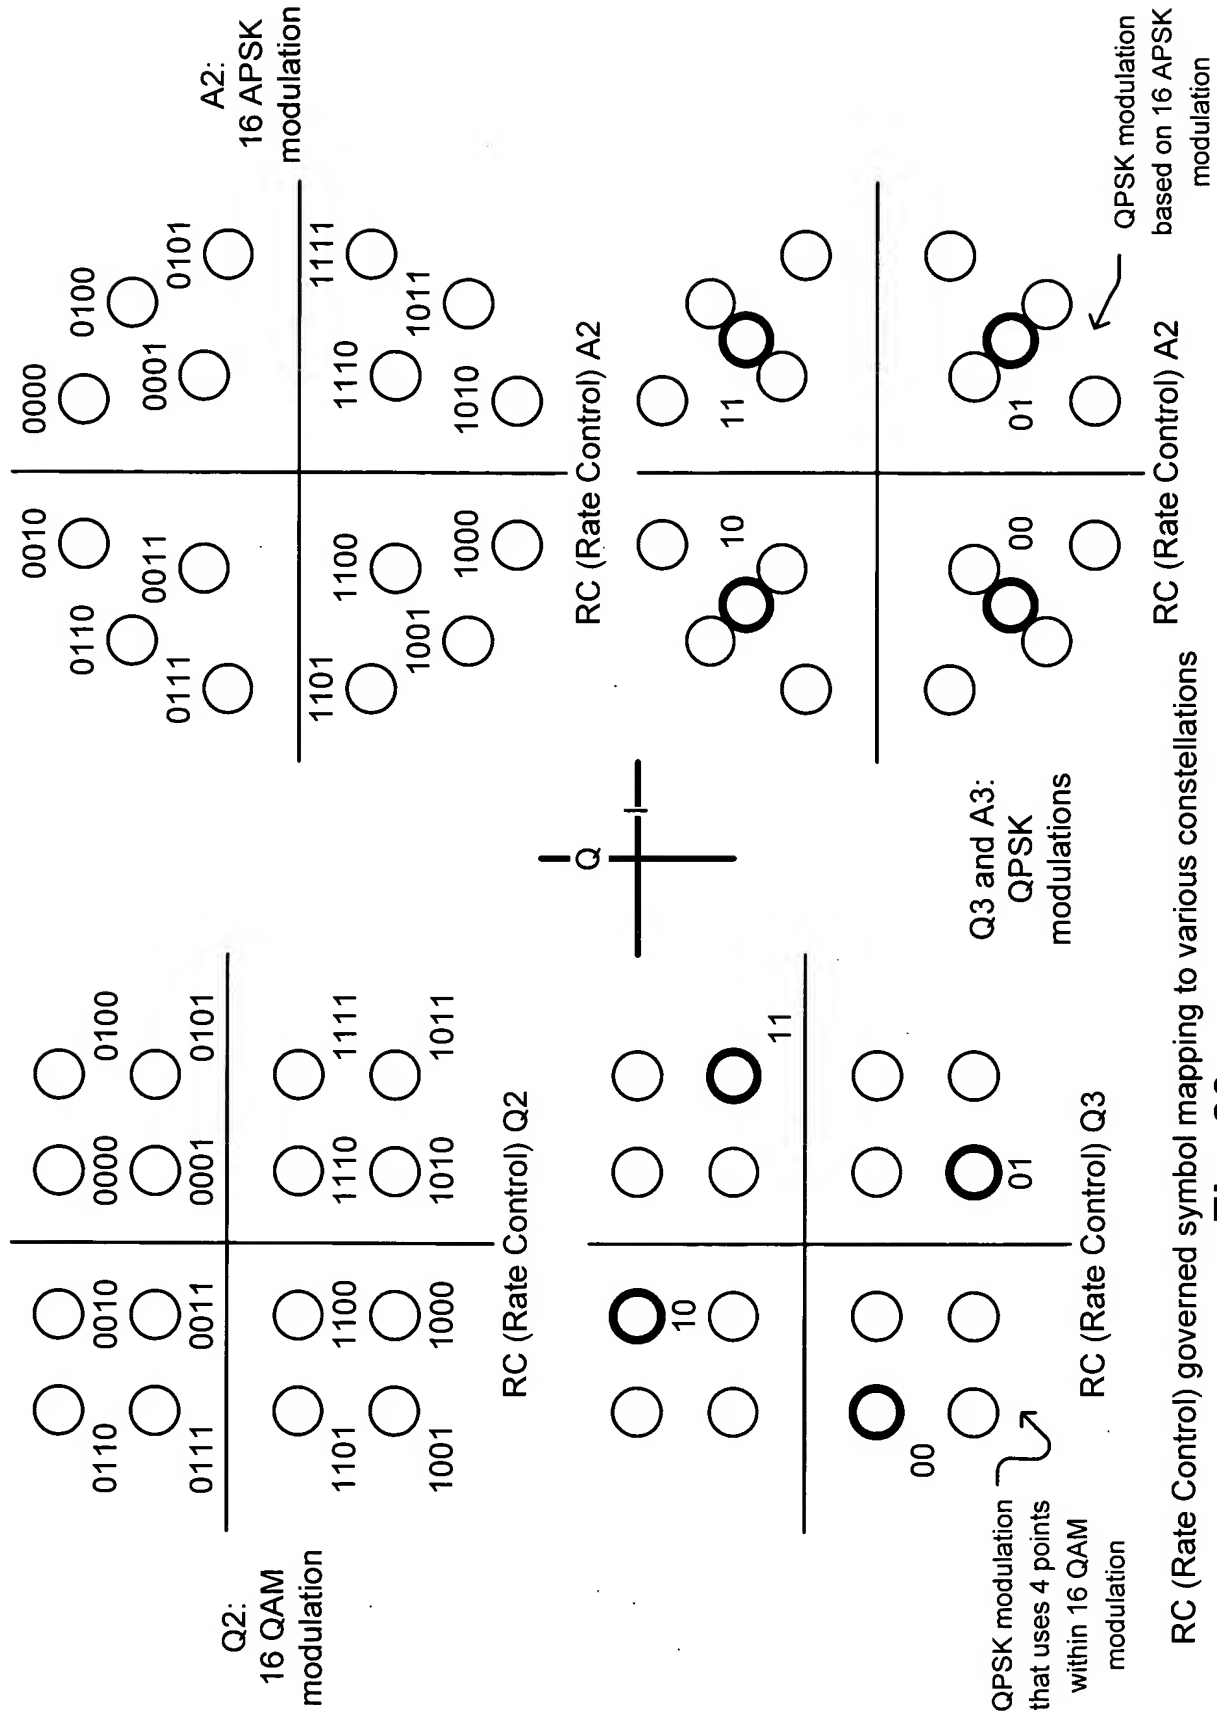 Q2:
16 QAM
modulation
0110 0010 0000 0100
0111 0011 0001 0101
1101 1100 1110 1111
1001 1000 1010 1011
RC (Rate Control) Q2
A2:
16 APSK
modulation
0010 0000
0110 0100
0011 0001
0111 0101
1101 1111
1100 1110
1001 1011
1000 1010
RC (Rate Control) A2
Q
I
10
11
00
01
RC (Rate Control) Q3
QPSK modulation
that uses 4 points
within 16 QAM
modulation
Q3 and A3:
QPSK
modulations
10 11
00 01
RC (Rate Control) A2
QPSK modulation
based on 16 APSK
modulation
RC (Rate Control) governed symbol mapping to various constellations